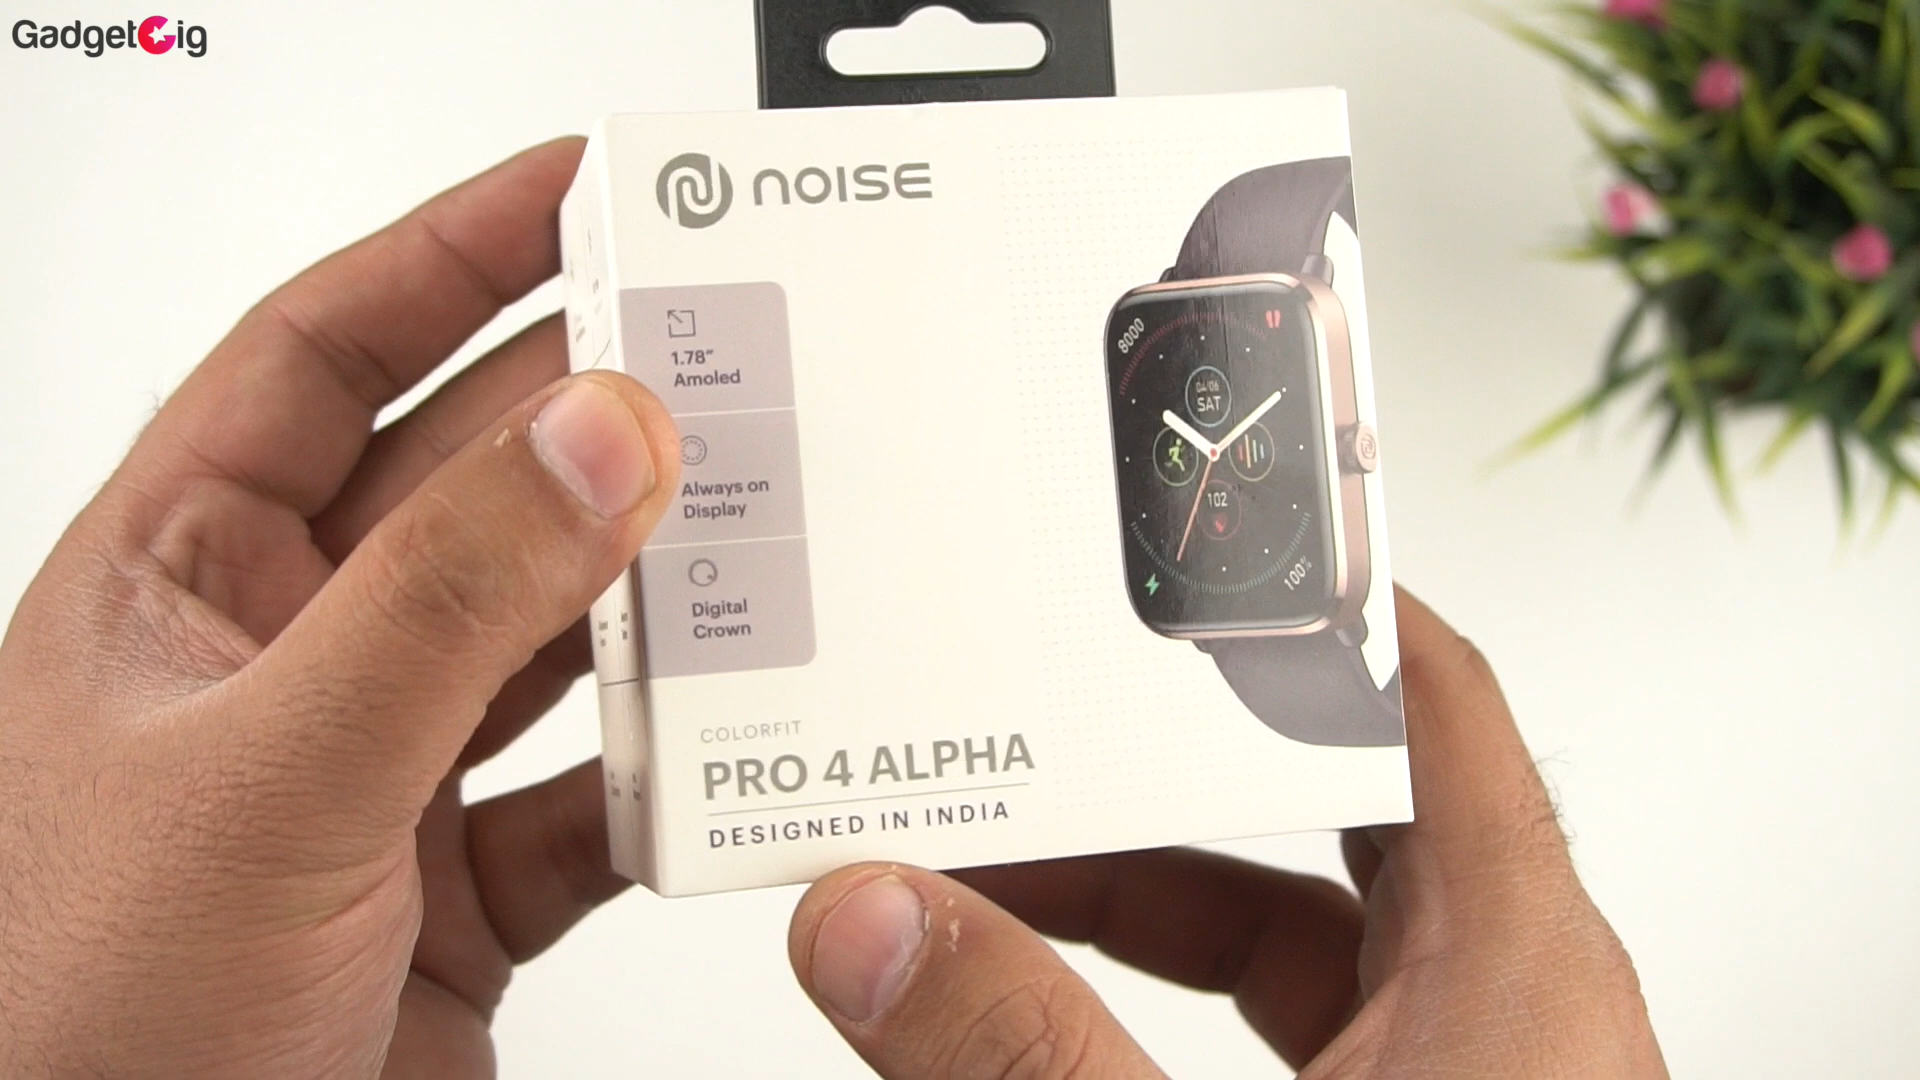 GadgetGig
NOISE
1.78"
Amoled
Always on
Display
Digital
Crown
COLORFIT
PRO 4 ALPHA
DESIGNED IN INDIA
8000
04/06
SAT
102
100%